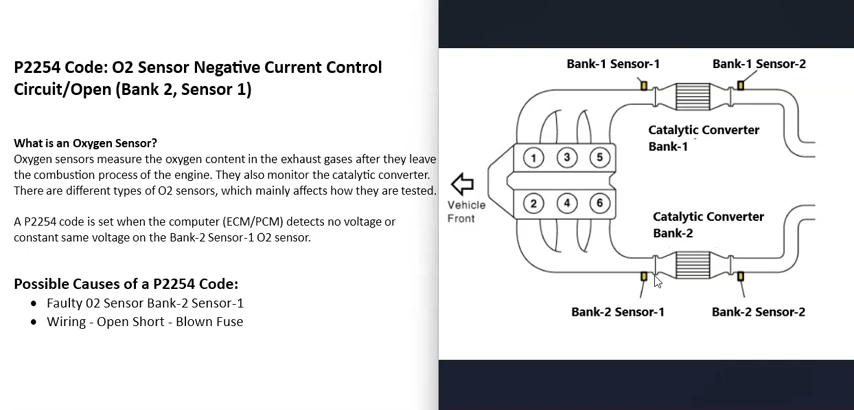 P2254 Code: O2 Sensor Negative Current Control
Circuit/Open (Bank 2, Sensor 1)
What is an Oxygen Sensor?
Oxygen sensors measure the oxygen content in the exhaust gases after they leave
the combustion process of the engine. They also monitor the catalytic converter.
There are different types of O2 sensors, which mainly affects how they are tested.
A P2254 code is set when the computer (ECM/PCM) detects no voltage or
constant same voltage on the Bank-2 Sensor-1 O2 sensor.
Possible Causes of a P2254 Code:
• Faulty 02 Sensor Bank-2 Sensor-1
• Wiring - Open Short - Blown Fuse
Bank-1 Sensor-1
Bank-1 Sensor-2
Catalytic Converter
Bank-1
1 3 5
Vehicle
Front
2 4 6
Catalytic Converter
Bank-2
Bank-2 Sensor-1
Bank-2 Sensor-2